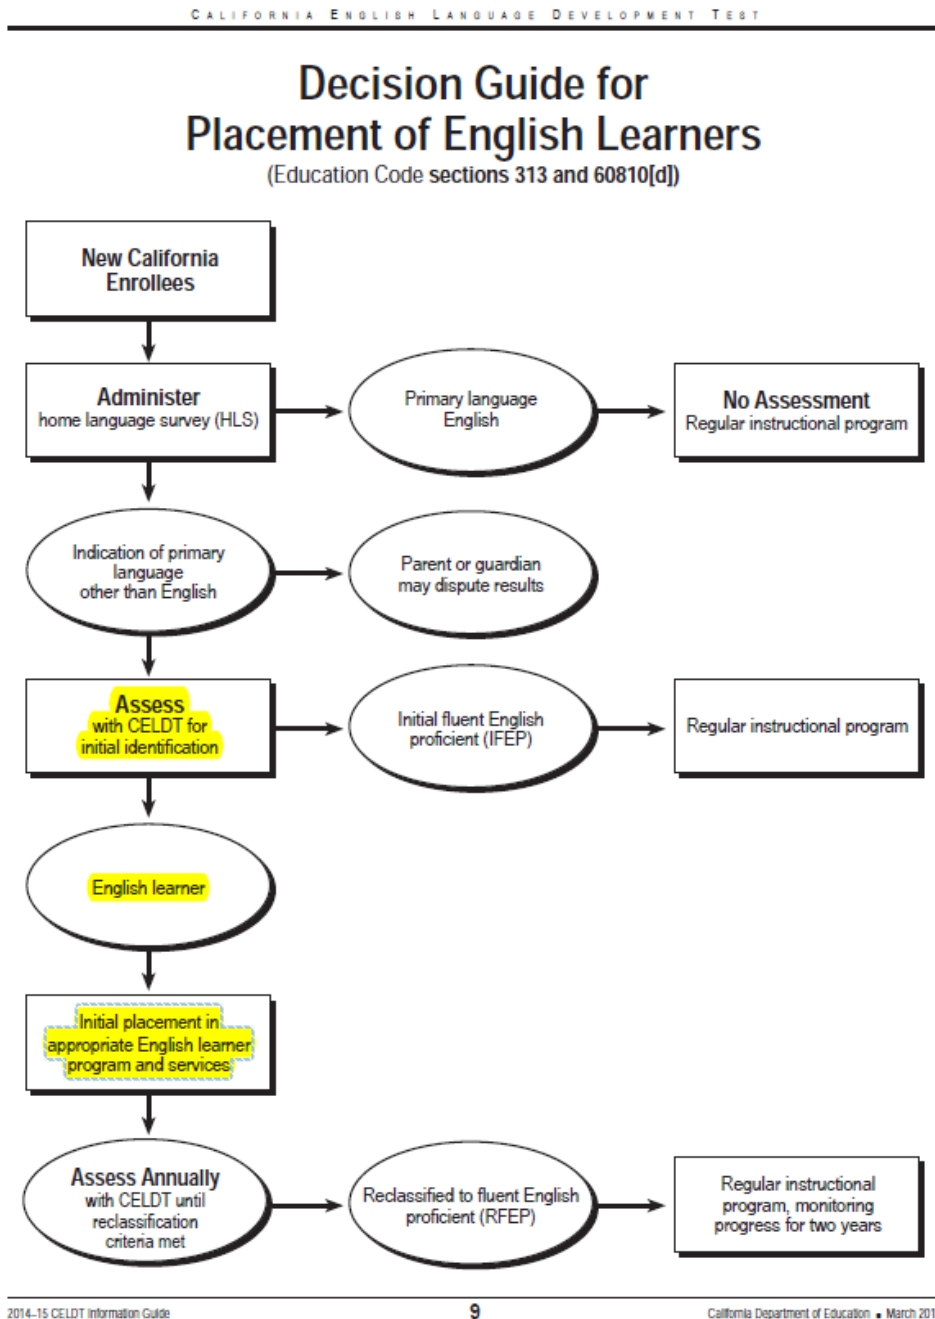 CALIFORNIA ENGLISH LANGUAGE DEVELOPMENT TEST
Decision Guide for
Placement of English Learners
(Education Code sections 313 and 60810[d])
New California
Enrollees
Administer
home language survey (HLS)
Primary language
English
No Assessment
Regular instructional program
Indication of primary
language
other than English
Parent or guardian
may dispute results
Assess
with CELDT for
initial identification
Initial fluent English
proficient (IFEP)
Regular instructional program
English learner
Initial placement in
appropriate English learner
program and services
Assess Annually
with CELDT until
reclassification
criteria met
Reclassified to fluent English
proficient (RFEP)
Regular instructional
program, monitoring
progress for two years
2014–15 CELDT Information Guide
9
California Department of Education ■ March 201